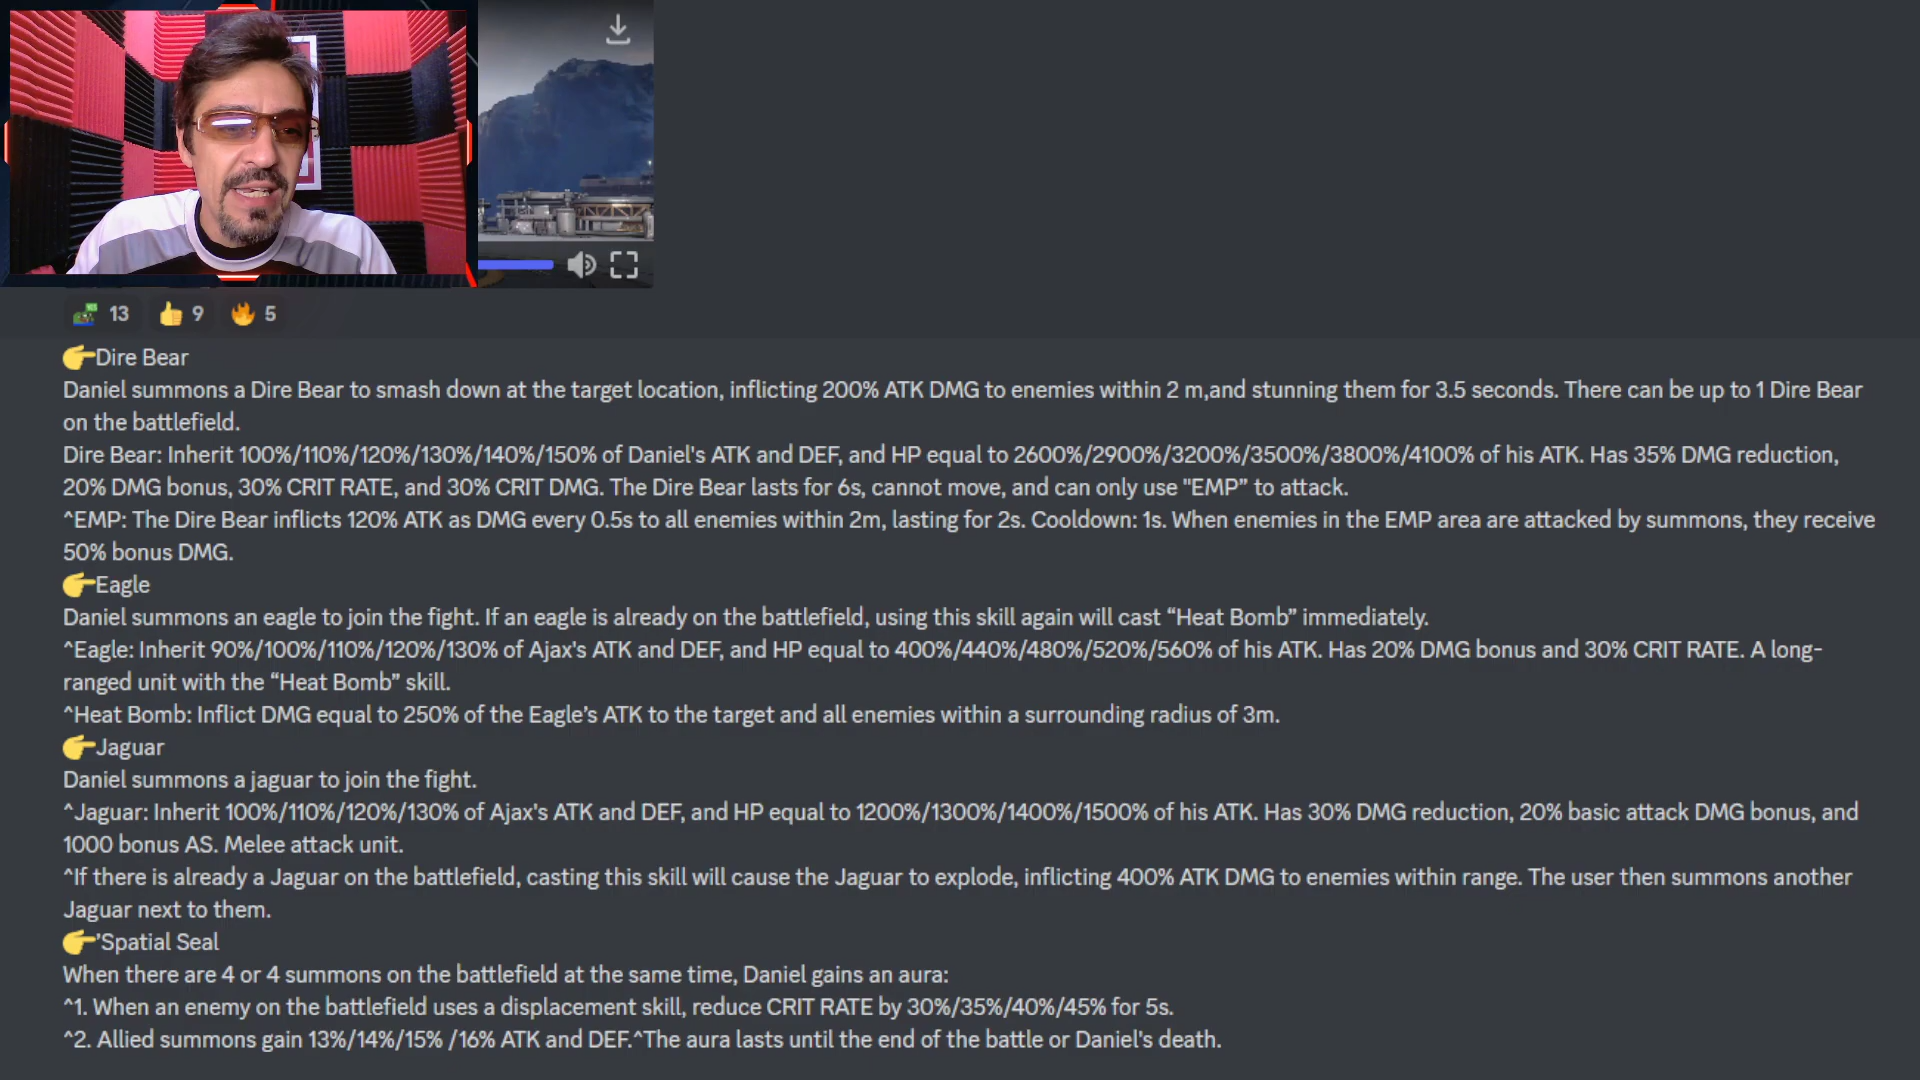 13 9 5
Dire Bear
Daniel summons a Dire Bear to smash down at the target location, inflicting 200% ATK DMG to enemies within 2 m,and stunning them for 3.5 seconds. There can be up to 1 Dire Bear
on the battlefield.
Dire Bear: Inherit 100%/110%/120%/130%/140%/150% of Daniel's ATK and DEF, and HP equal to 2600%/2900%/3200%/3500%/3800%/4100% of his ATK. Has 35% DMG reduction,
20% DMG bonus, 30% CRIT RATE, and 30% CRIT DMG. The Dire Bear lasts for 6s, cannot move, and can only use "EMP” to attack.
^EMP: The Dire Bear inflicts 120% ATK as DMG every 0.5s to all enemies within 2m, lasting for 2s. Cooldown: 1s. When enemies in the EMP area are attacked by summons, they receive
50% bonus DMG.
Eagle
Daniel summons an eagle to join the fight. If an eagle is already on the battlefield, using this skill again will cast “Heat Bomb” immediately.
^Eagle: Inherit 90%/100%/110%/120%/130% of Ajax's ATK and DEF, and HP equal to 400%/440%/480%/520%/560% of his ATK. Has 20% DMG bonus and 30% CRIT RATE. A long-
ranged unit with the “Heat Bomb” skill.
^Heat Bomb: Inflict DMG equal to 250% of the Eagle’s ATK to the target and all enemies within a surrounding radius of 3m.
Jaguar
Daniel summons a jaguar to join the fight.
^Jaguar: Inherit 100%/110%/120%/130% of Ajax's ATK and DEF, and HP equal to 1200%/1300%/1400%/1500% of his ATK. Has 30% DMG reduction, 20% basic attack DMG bonus, and
1000 bonus AS. Melee attack unit.
^If there is already a Jaguar on the battlefield, casting this skill will cause the Jaguar to explode, inflicting 400% ATK DMG to enemies within range. The user then summons another
Jaguar next to them.
'Spatial Seal
When there are 4 or 4 summons on the battlefield at the same time, Daniel gains an aura:
^1. When an enemy on the battlefield uses a displacement skill, reduce CRIT RATE by 30%/35%/40%/45% for 5s.
^2. Allied summons gain 13%/14%/15% /16% ATK and DEF.^The aura lasts until the end of the battle or Daniel's death.